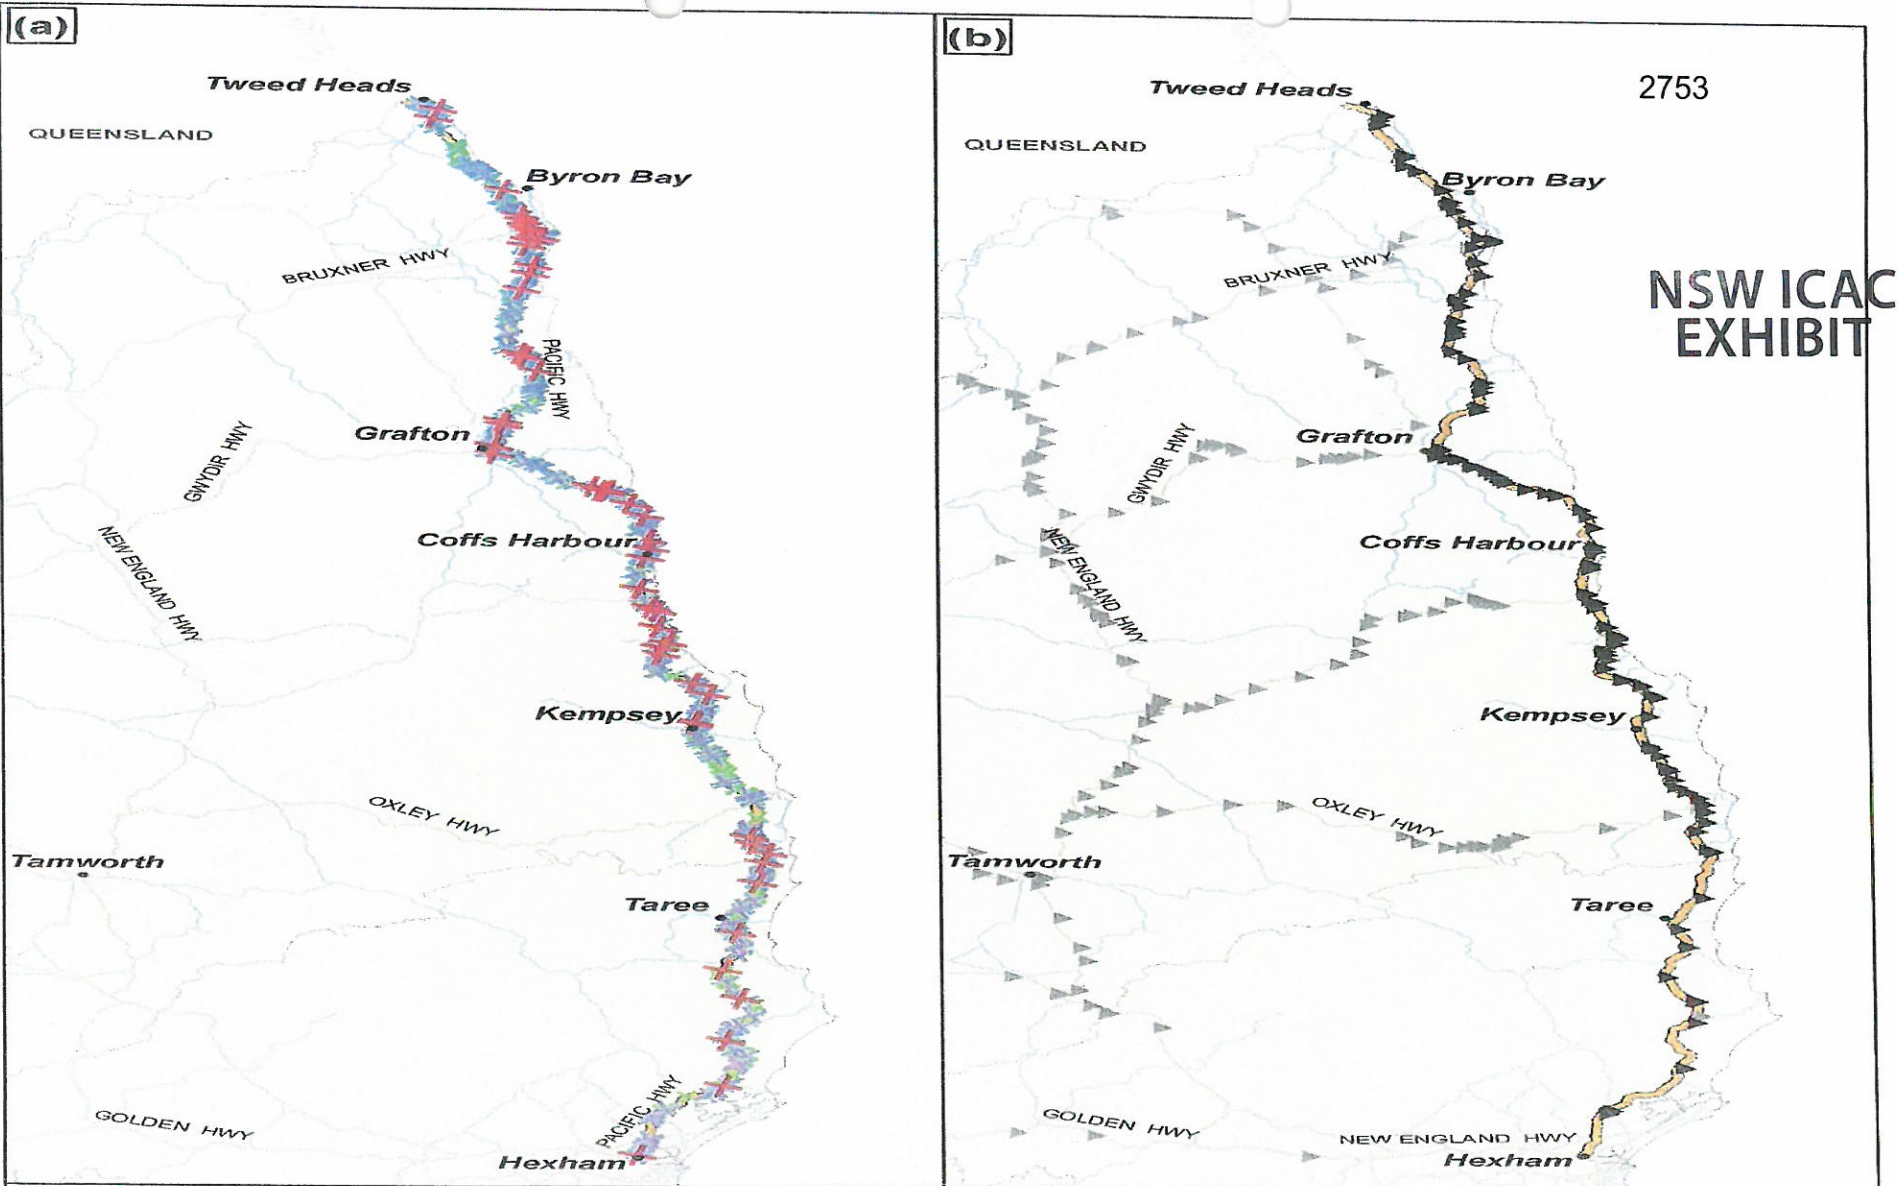 (a)
Tweed Heads
QUEENSLAND
Byron Bay
BRUXNER HWY
PACIFIC HWY
Grafton
GWYDIR HWY
NEW ENGLAND HWY
Coffs Harbour
Kempsey
OXLEY HWY
Tamworth
Taree
PACIFIC HWY
GOLDEN HWY
Hexham
(b)
2753
Tweed Heads
QUEENSLAND
Byron Bay
BRUXNER HWY
NSW ICAC
EXHIBIT
Grafton
GWYDIR HWY
NEW ENGLAND HWY
Coffs Harbour
Kempsey
OXLEY HWY
Tamworth
Taree
GOLDEN HWY
NEW ENGLAND HWY
Hexham